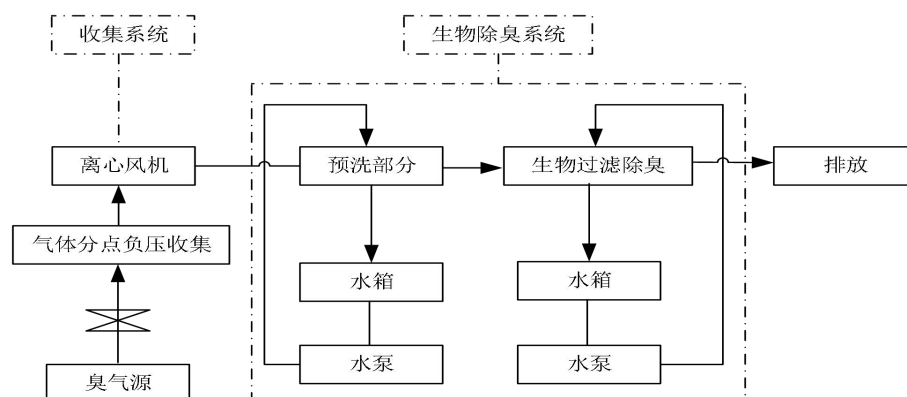 收集系统
生物除臭系统
离心风机
预洗部分
生物过滤除臭
排放
气体分点负压收集
水箱
水箱
臭气源
水泵
水泵